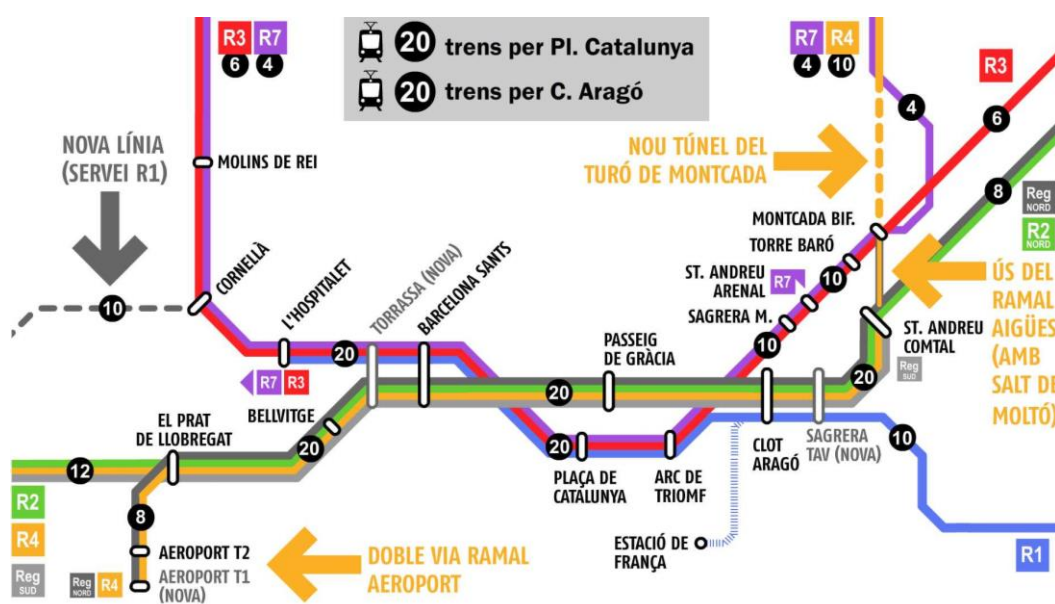 R3 R7
6 4
20 trens per Pl. Catalunya
20 trens per C. Aragó
R7 R4
4 10
R3
4
6
NOVA LÍNIA
(SERVEI R1)
MOLINS DE REI
NOU TÚNEL DEL
TURÓ DE MONTCADA
8
Reg
NORD
R2
NORD
MONTCADA BIF.
TORRE BARÓ
R7
ST. ANDREU
ARENAL
10
SAGRERA M.
10
ÚS DEL
RAMAL
AIGÜES
(AMB
SALT DE
MOLTÓ)
10
CORNELLÀ
L'HOSPITALET
TORRASSA (NOVA)
BARCELONA SANTS
20
R7 R3
PASSEIG
DE GRÀCIA
ST. ANDREU
COMTAL
Reg
SUD
20
20
BELLVITGE
EL PRAT
DE LLOBREGAT
20
12
20
PLAÇA DE
CATALUNYA
ARC DE
TRIOMF
CLOT
ARAGÓ
SAGRERA
TAV (NOVA)
10
R2
R4
Reg
SUD
8
AEROPORT T2
AEROPORT T1
(NOVA)
Reg
NORD
R4
DOBLE VIA RAMAL
AEROPORT
ESTACIÓ DE
FRANÇA
R1